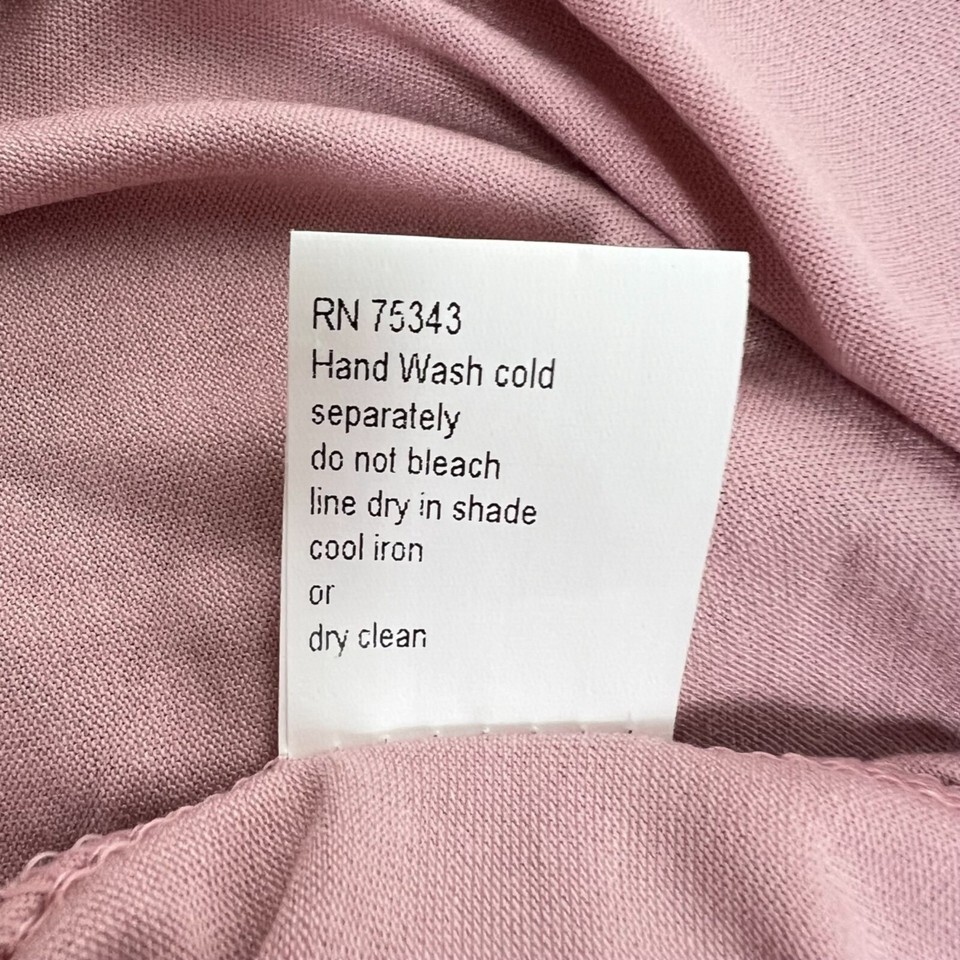 RN 75343
Hand Wash cold
separately
do not bleach
line dry in shade
cool iron
or
dry clean